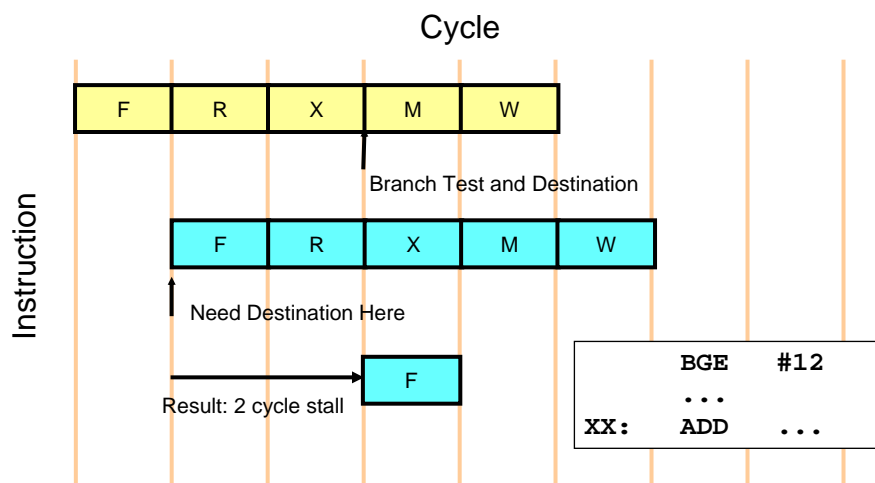 Cycle
Instruction
F R X M W
Branch Test and Destination
F R X M W
Need Destination Here
F
Result: 2 cycle stall
BGE #12
...
XX: ADD ...